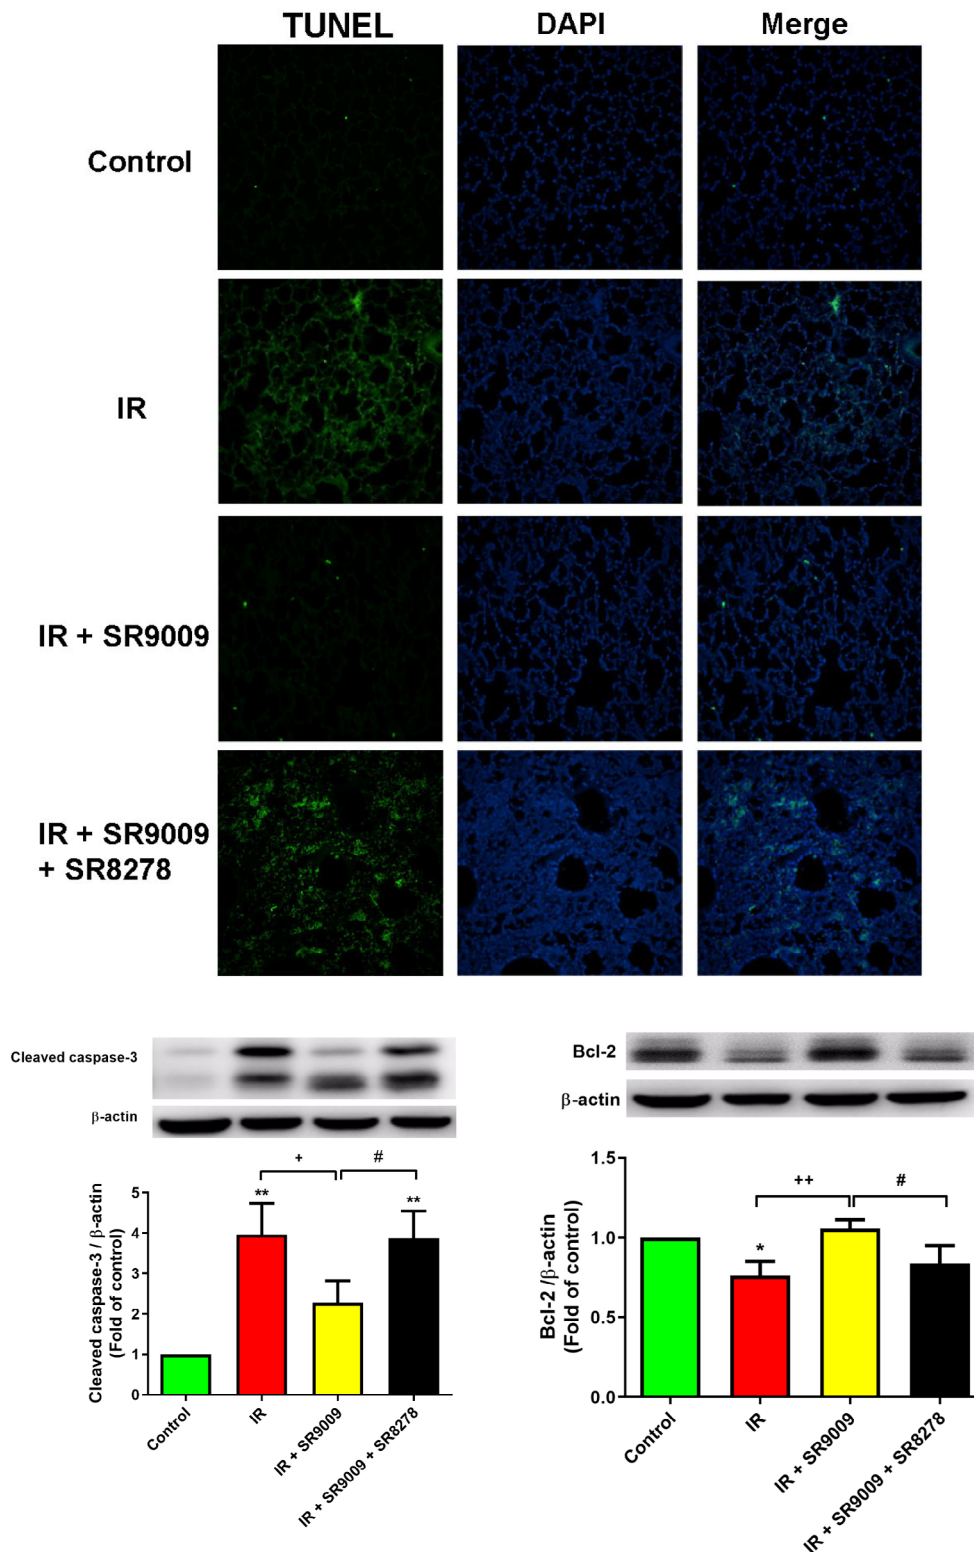 TUNEL DAPI Merge
Control
IR
IR + SR9009
IR + SR9009
+ SR8278
Cleaved caspase-3
β-actin
+ #
** **
5
4
3
2
1
0
Cleaved caspase-3 / β-actin
(Fold of control)
Control
IR
IR + SR9009
IR + SR9009 + SR8278
Bcl-2
β-actin
++ #
*
1.5
1.0
0.5
0.0
Bcl-2 /β-actin
(Fold of control)
Control
IR
IR + SR9009
IR + SR9009 + SR8278